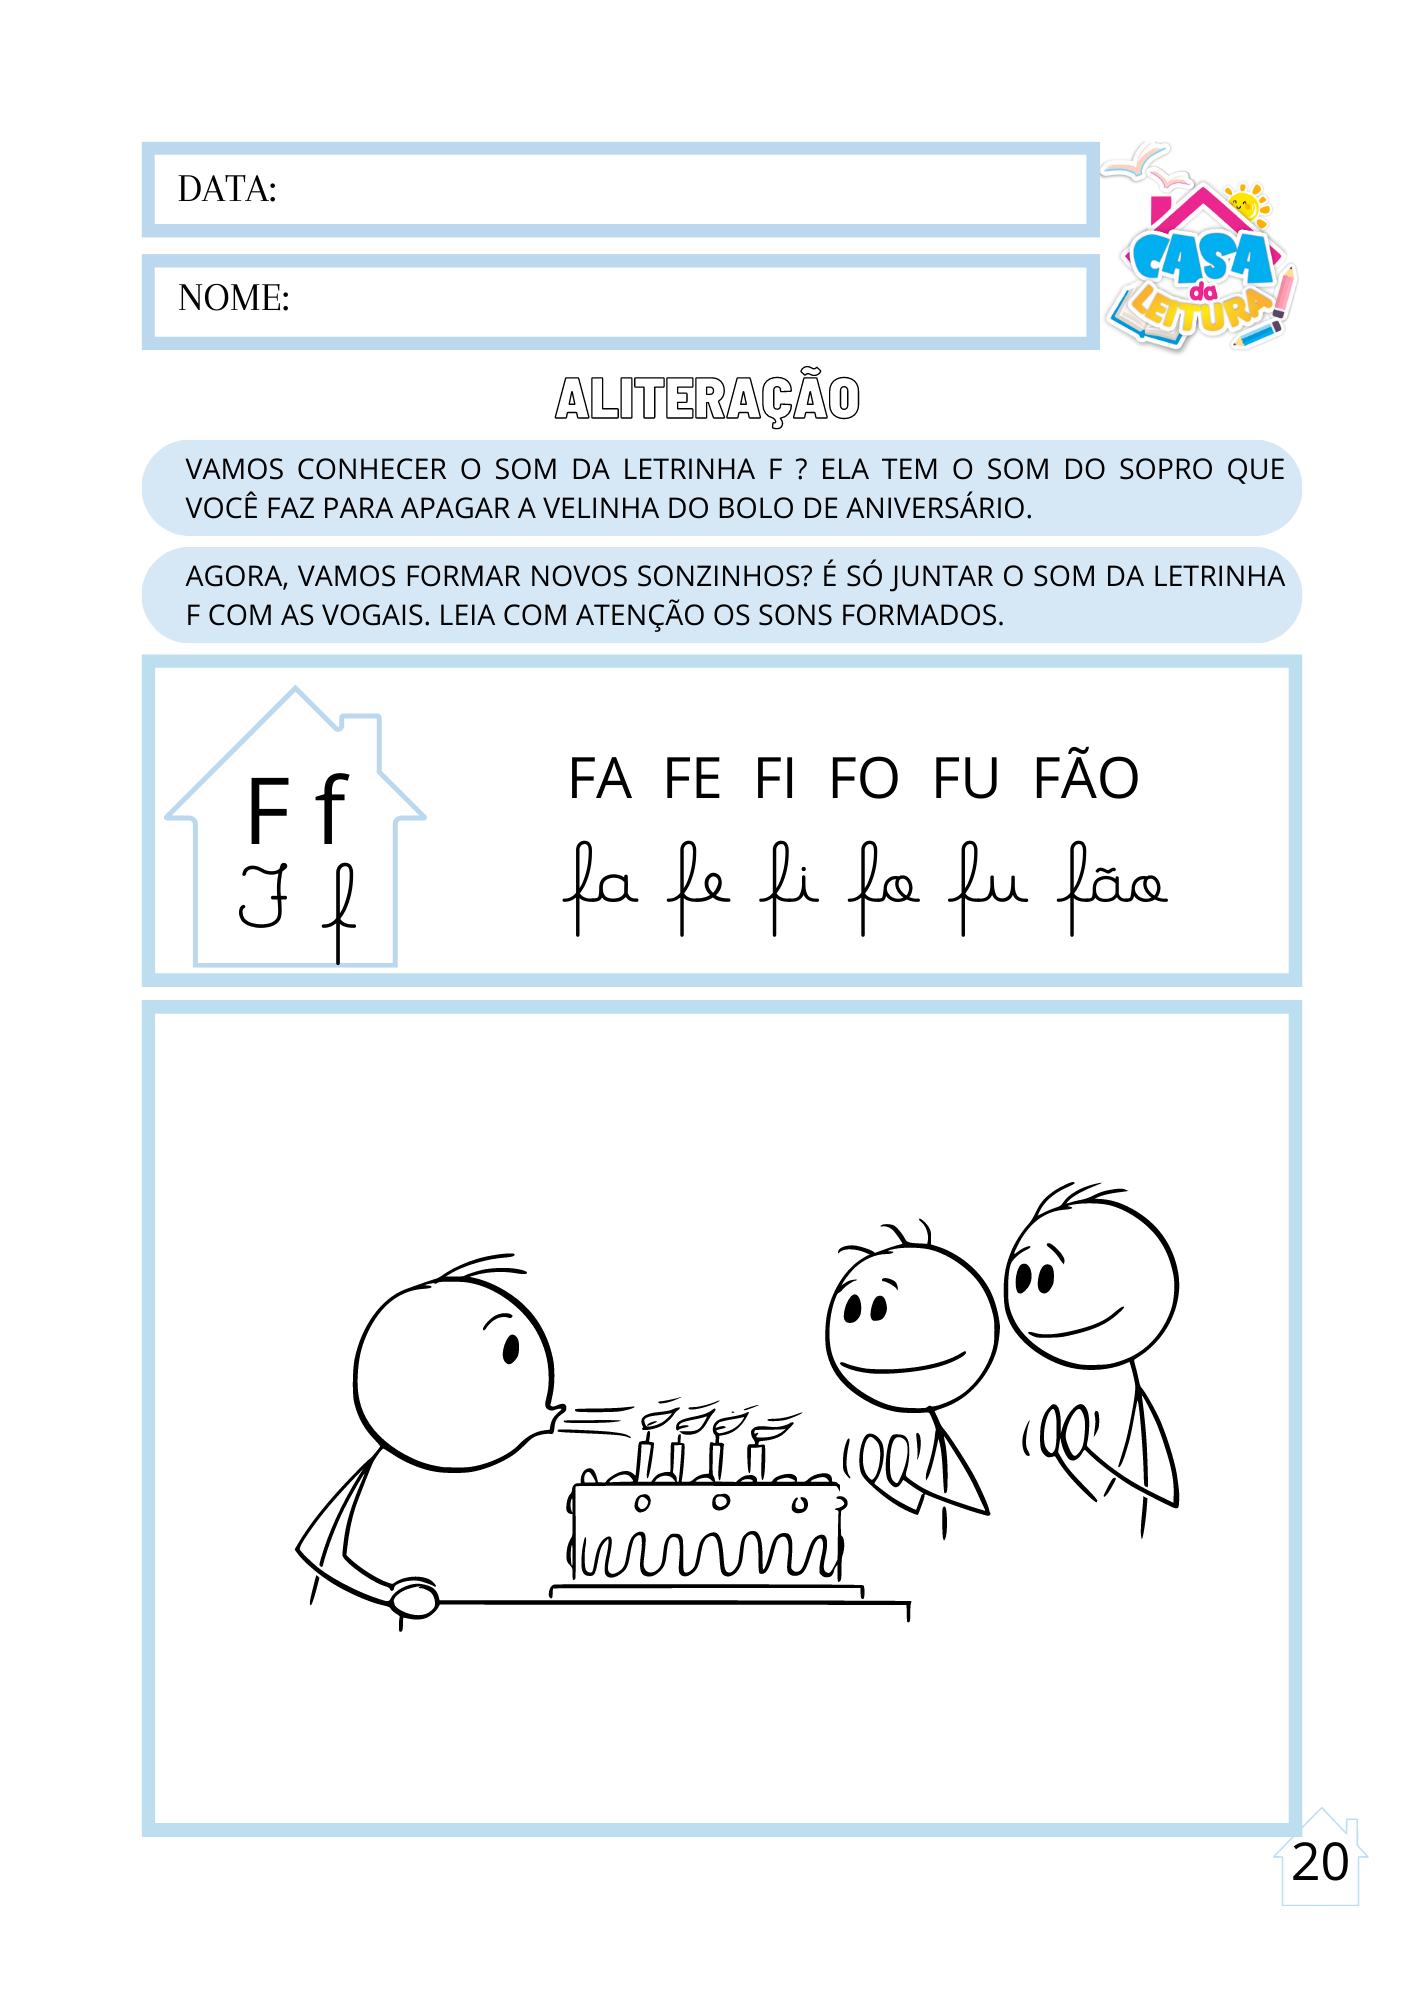 DATA:
NOME:
CASA
da
LEITURA
ALITERAÇÃO
VAMOS CONHECER O SOM DA LETRINHA F ? ELA TEM O SOM DO SOPRO QUE
VOCÊ FAZ PARA APAGAR A VELINHA DO BOLO DE ANIVERSÁRIO.
AGORA, VAMOS FORMAR NOVOS SONZINHOS? É SÓ JUNTAR O SOM DA LETRINHA
F COM AS VOGAIS. LEIA COM ATENÇÃO OS SONS FORMADOS.
F f
F f
FA FE FI FO FU FÃO
fa fe fi fo fu fão
20